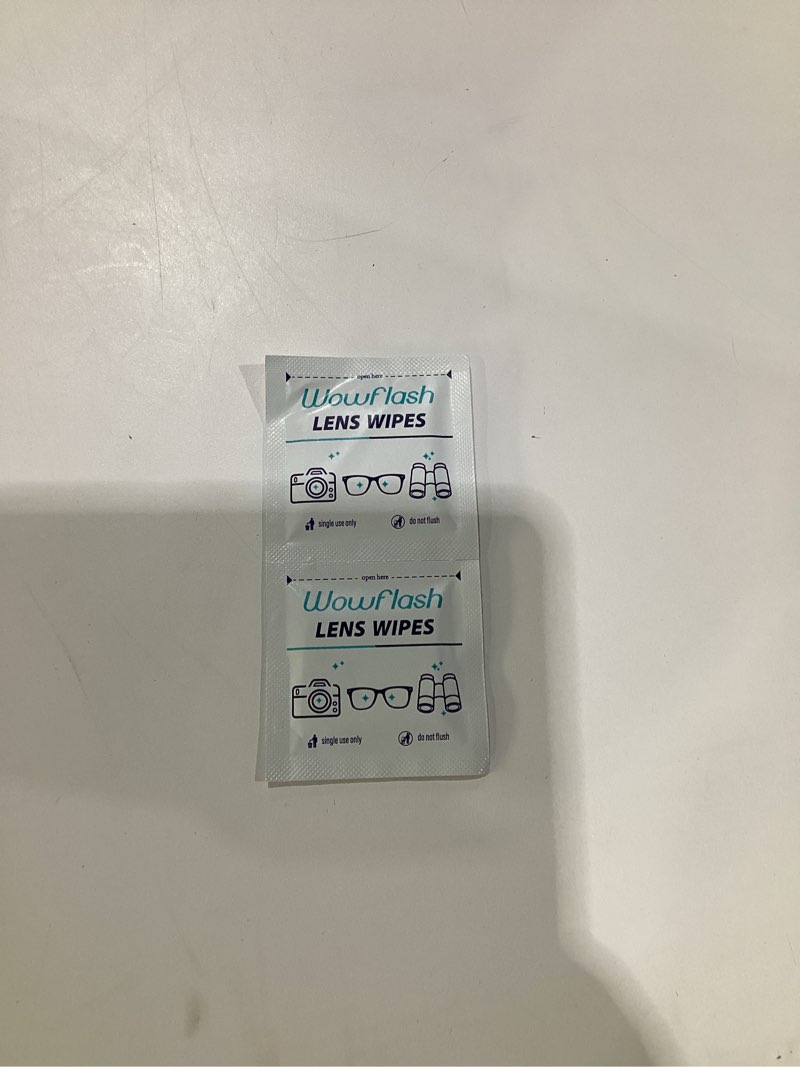 open here
Wowflash
LENS WIPES
single use only
do not flush
open here
Wowflash
LENS WIPES
single use only
do not flush